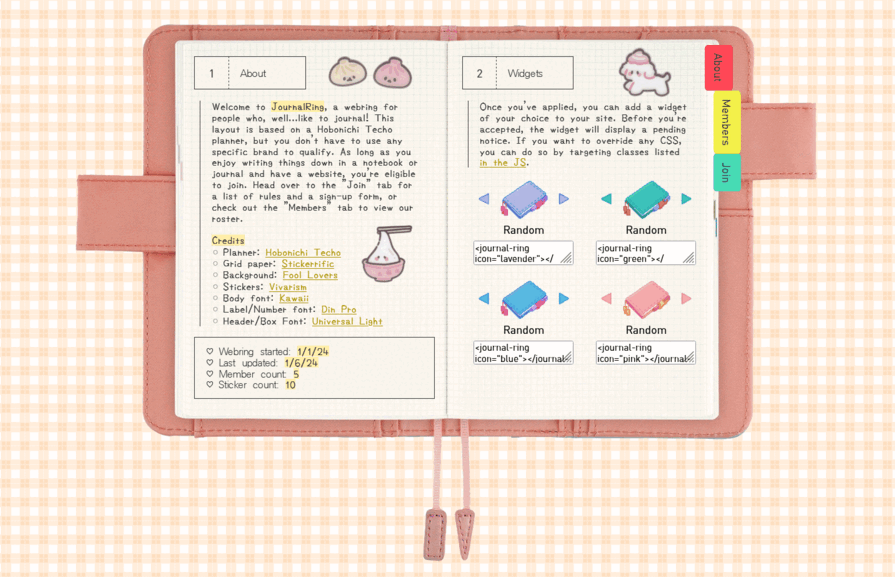 1 About
Welcome to JournalRing, a webring for
people who, well...like to journal! This
layout is based on a Hobonichi Techo
planner, but you don't have to use any
specific brand to qualify. As long as you
enjoy writing things down in a notebook or
journal and have a website, you're eligible
to join. Head over to the "Join" tab for
a list of rules and a sign-up form, or
check out the "Members" tab to view our
roster.
Credits
Planner: Hobonichi Techo
Grid paper: Stickerrific
Background: Fool Lovers
Stickers: Vivarism
Body font: Kawaii
Label/Number font: Din Pro
Header/Box Font: Universal Light
Webring started: 1/1/24
Last updated: 1/6/24
Member count: 5
Sticker count: 10
2 Widgets
Once you've applied, you can add a widget
of your choice to your site. Before you're
accepted, the widget will display a pending
notice. If you want to override any CSS,
you can do so by targeting classes listed
in the JS.
Random
<journal-ring
icon="lavender"></
Random
<journal-ring
icon="green"></
Random
<journal-ring
icon="blue"></journal
Random
<journal-ring
icon="pink"></journal
About
Members
Join